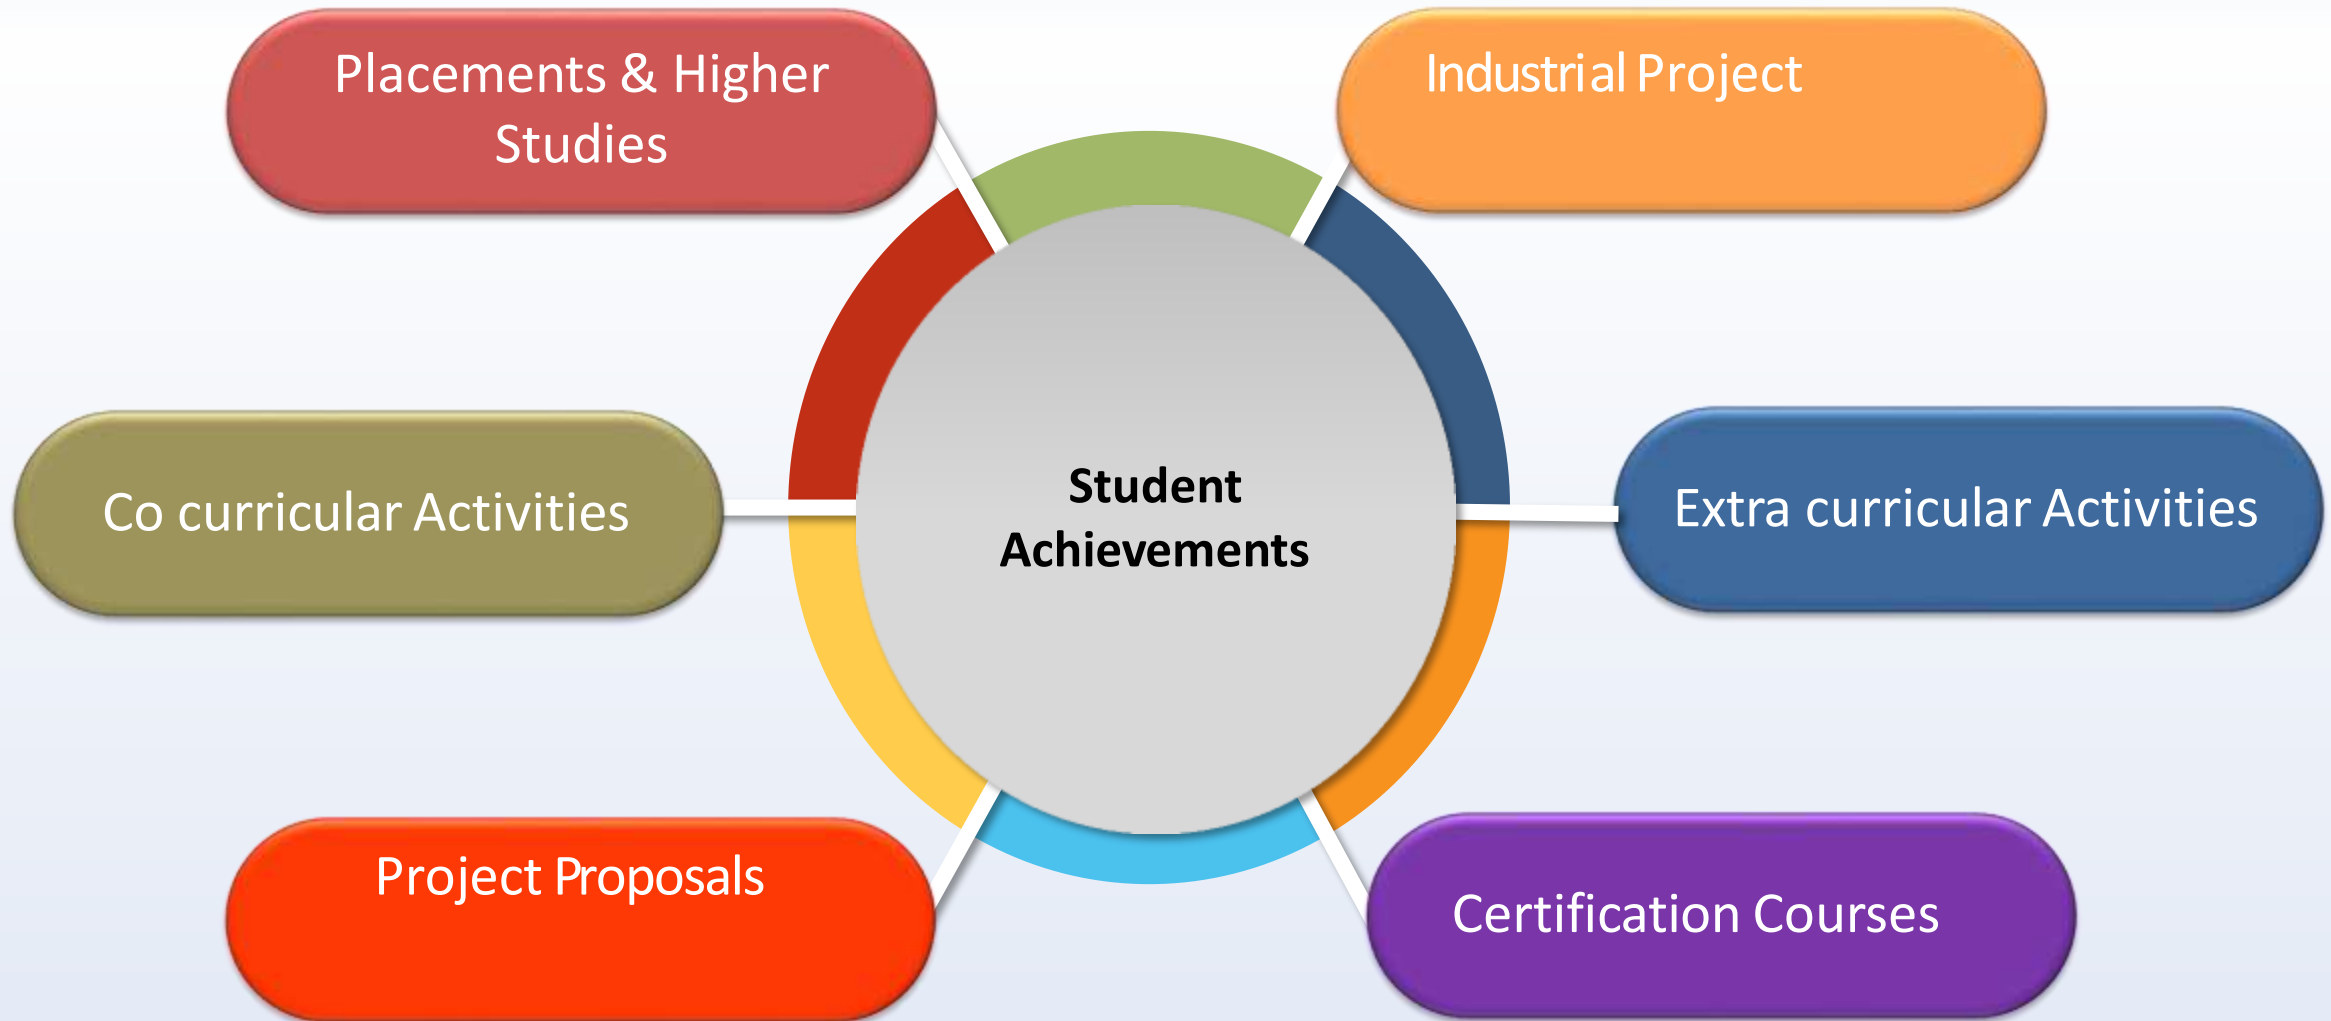 Placements & Higher
Studies
Industrial Project
Co curricular Activities
Student
Achievements
Extra curricular Activities
Project Proposals
Certification Courses